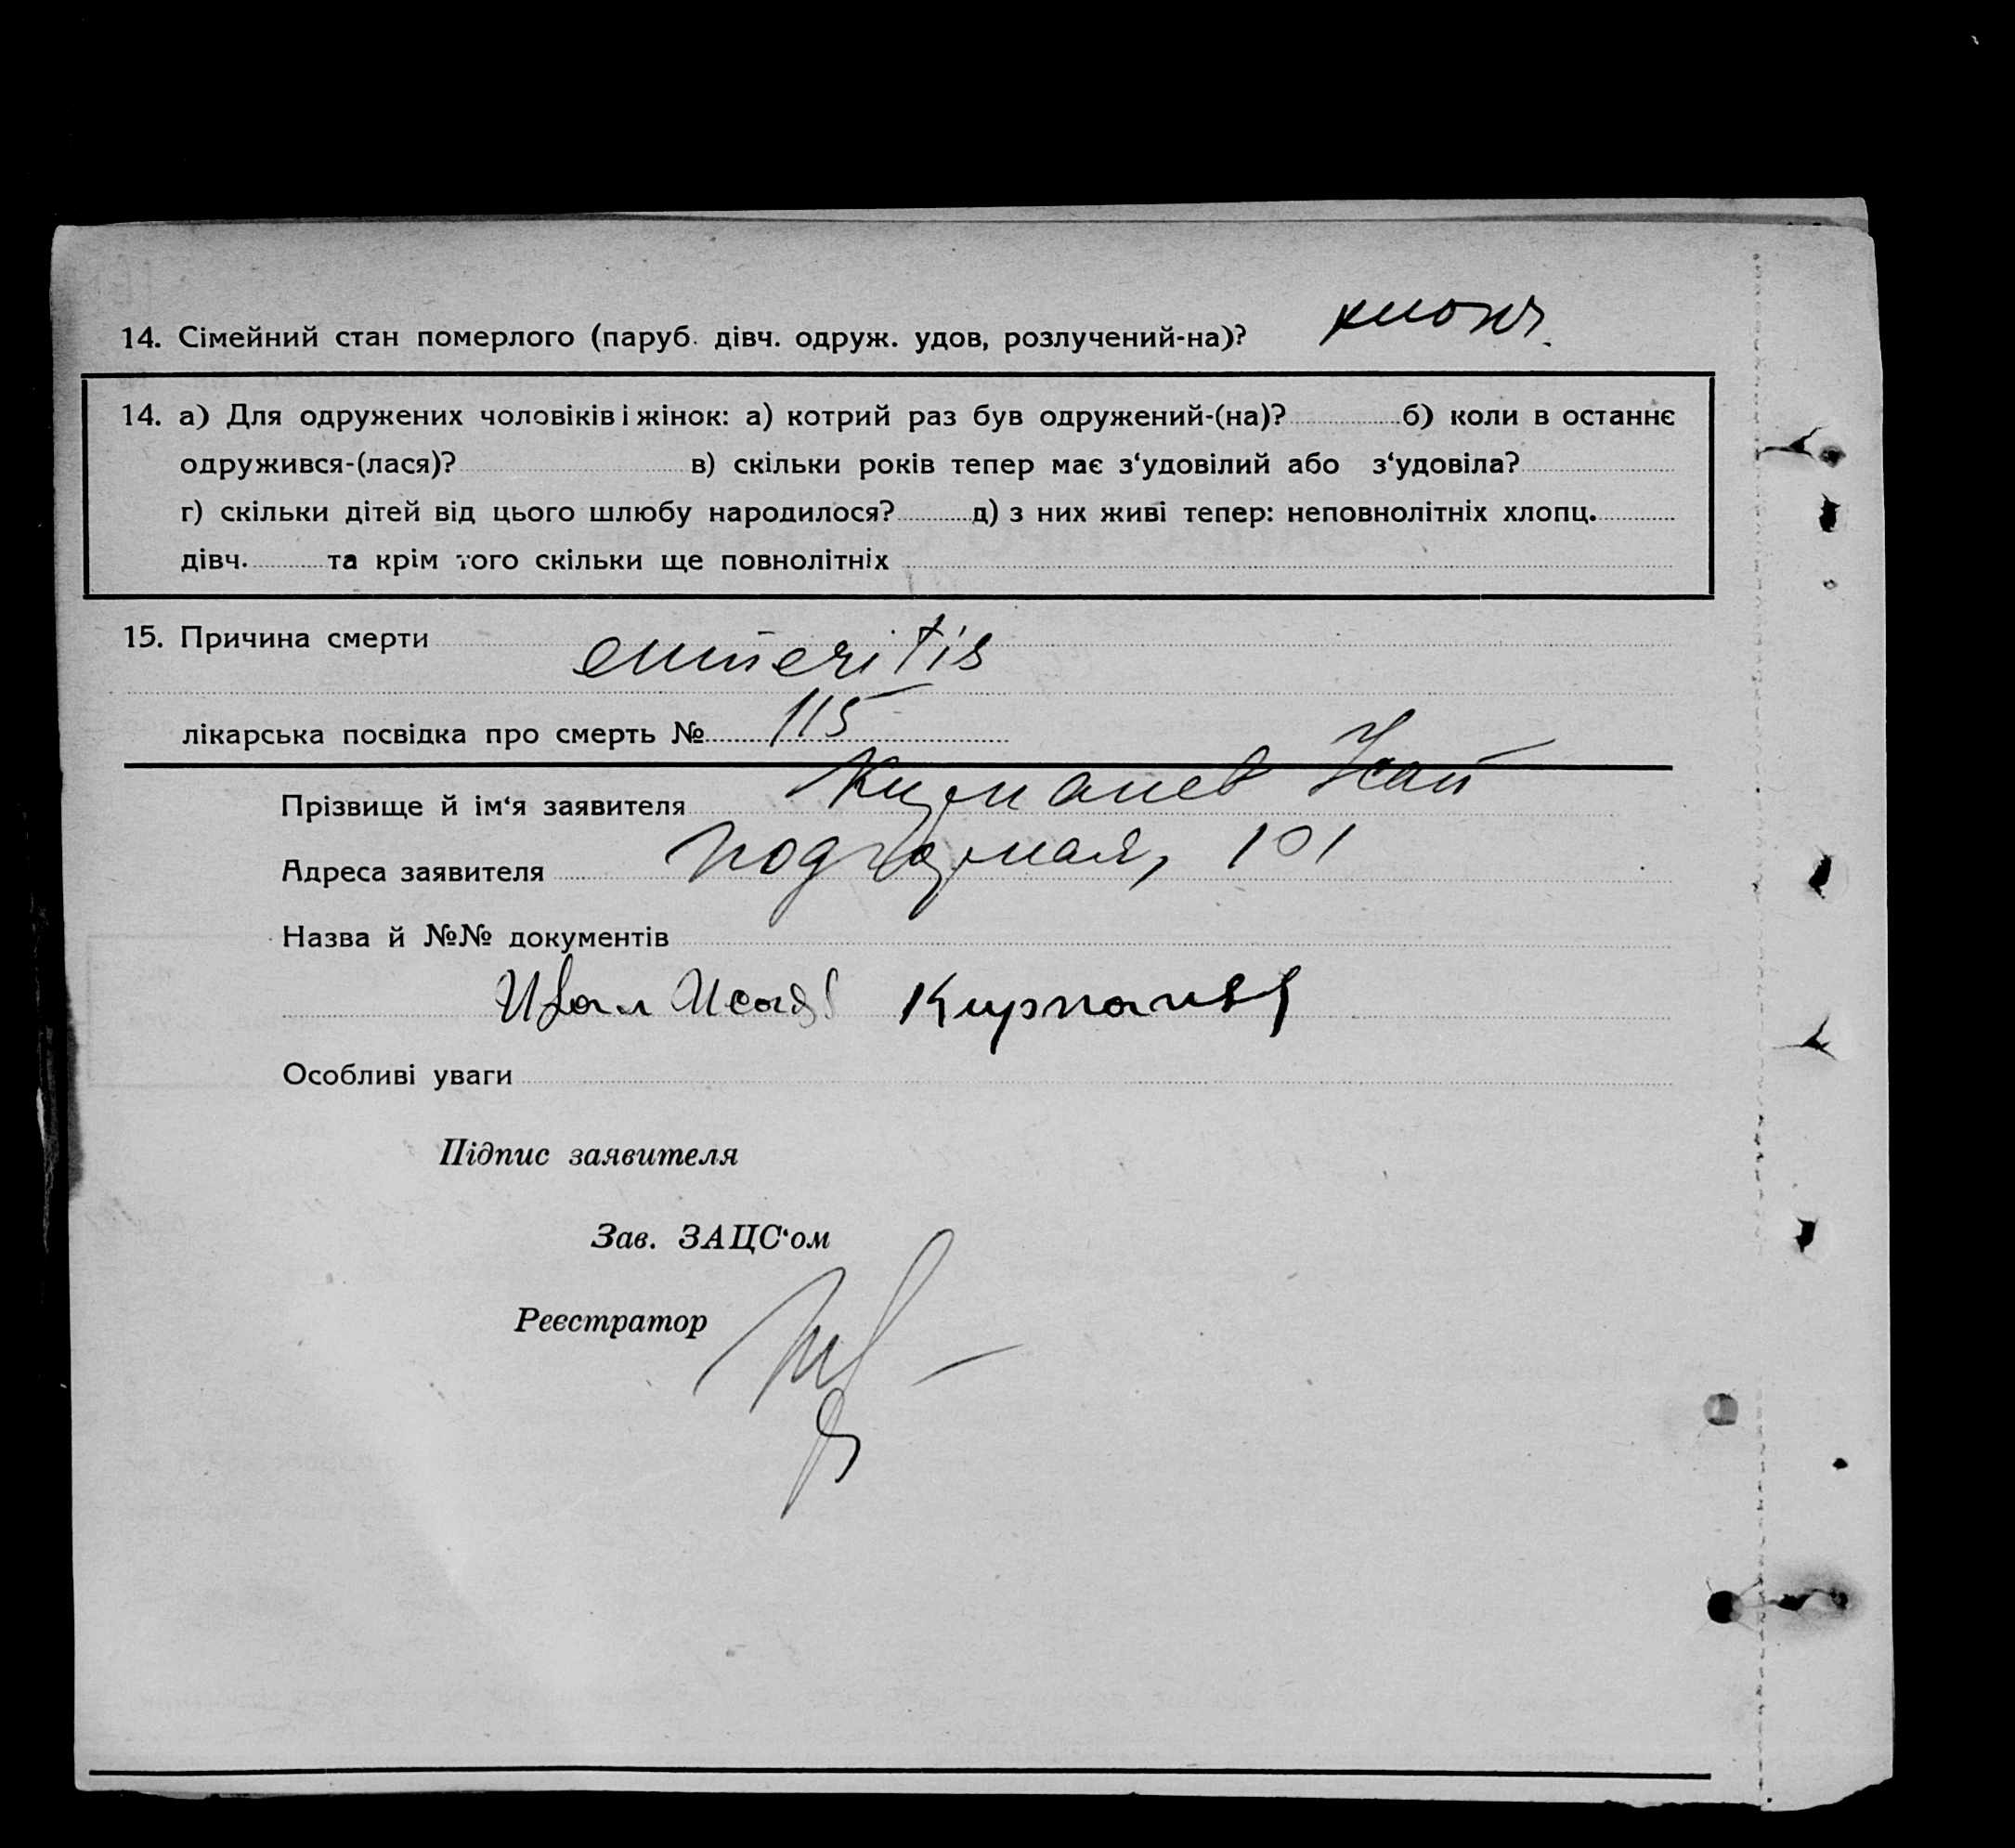 14. Сімейний стан померлого (паруб. дівч. одруж. удов, розлучений-на)?
14. а) Для одружених чоловіків і жінок: а) котрий раз був одружений-(на)? б) коли в останнє
одружився-(лася)? в) скільки років тепер має з‘удовілий або з‘удовіла?
г) скільки дітей від цього шлюбу народилося? д) з них живі тепер: неповнолітніх хлопц.
дівч. та крім того скільки ще повнолітніх
15. Причина смерти enteritis
лікарська посвідка про смерть № 115
Прізвище й ім‘я заявителя
Адреса заявителя 101
Назва й №№ документів
Особливі уваги
Підпис заявителя
Зав. ЗАЦС‘ом
Реєстратор